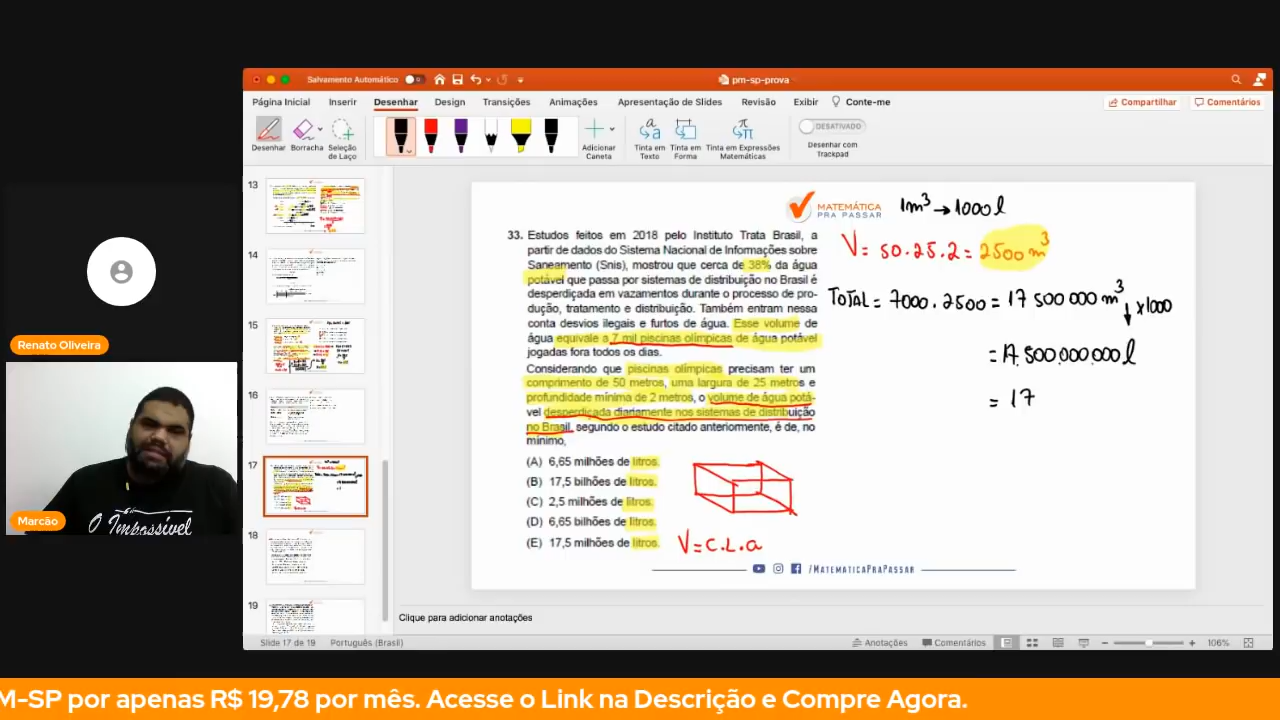 Salvamento Automático
pm-sp-prova
Página Inicial Inserir Desenhar Design Transições Animações Apresentação de Slides Revisão Exibir Conte-me Compartilhar Comentários
DESATIVADO
Desenhar Borracha Seleção de Laço Adicionar Caneta Tinta em Texto Tinta em Forma Tinta em Expressões Matemáticas Desenhar com Trackpad
13
14
15
16
17
18
19
Renato Oliveira
Marcão
O Impossível
MATEMÁTICA
PRA PASSAR
1m³ → 1000 l
33. Estudos feitos em 2018 pelo Instituto Trata Brasil, a
partir de dados do Sistema Nacional de Informações sobre
Saneamento (Snis), mostrou que cerca de 38% da água
potável que passa por sistemas de distribuição no Brasil é
desperdiçada em vazamentos durante o processo de pro-
dução, tratamento e distribuição. Também entram nessa
conta desvios ilegais e furtos de água. Esse volume de
água equivale a 7 mil piscinas olímpicas de água potável
jogadas fora todos os dias.
Considerando que piscinas olímpicas precisam ter um
comprimento de 50 metros, uma largura de 25 metros e
profundidade mínima de 2 metros, o volume de água potá-
vel desperdiçada diariamente nos sistemas de distribuição
no Brasil, segundo o estudo citado anteriormente, é de, no
mínimo,
(A) 6,65 milhões de litros.
(B) 17,5 bilhões de litros.
(C) 2,5 milhões de litros.
(D) 6,65 bilhões de litros.
(E) 17,5 milhões de litros.
V = 50.25.2 = 2500 m³
TOTAL = 7000.2500 = 17 500 000 m³
↓ x1000
= 17.500.000.000 l
= 17
V = C.L.a
/MATEMATICAPRAPASSAR
Clique para adicionar anotações
Slide 17 de 19 Português (Brasil) Anotações Comentários 106%
M-SP por apenas R$ 19,78 por mês. Acesse o Link na Descrição e Compre Agora.